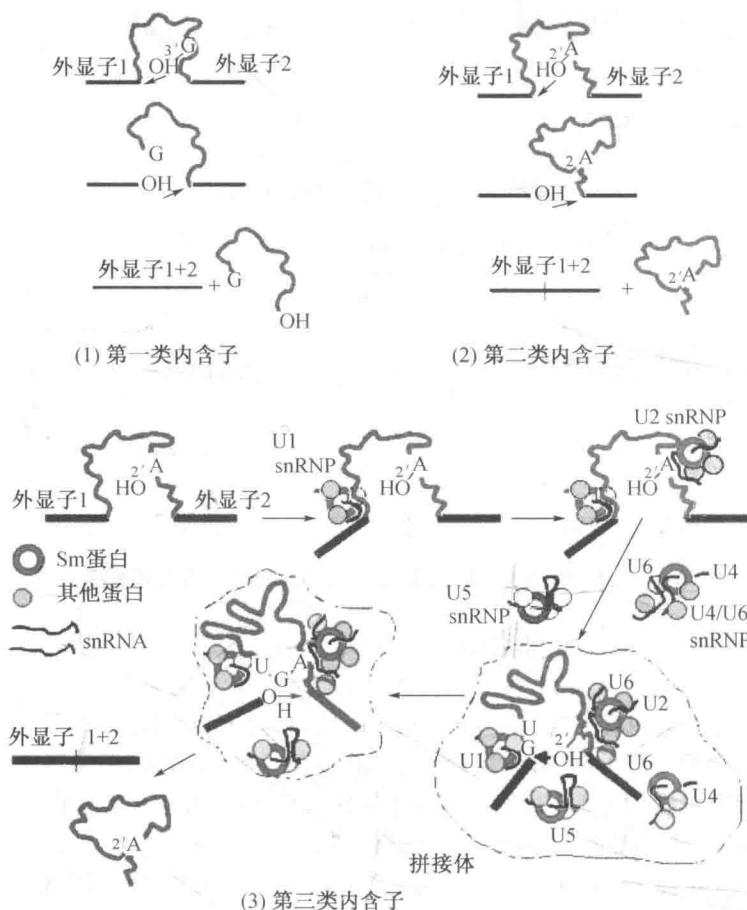 外显子1
3′G
OH
外显子2
G
OH
外显子1+2
+
G
OH
(1) 第一类内含子
外显子1
2′A
HO
外显子2
2A
OH
外显子1+2
+
2′A
(2) 第二类内含子
外显子1
2′A
HO
外显子2
U1
snRNP
2′A
HO
U2 snRNP
2′A
HO
Sm蛋白
其他蛋白
snRNA
U5
snRNP
U6
U4
U4/U6
snRNP
U
G
A
O
H
U
G
2′
OH
U1
U6
U2
U6
U4
U5
拼接体
外显子 1+2
2′A
(3) 第三类内含子